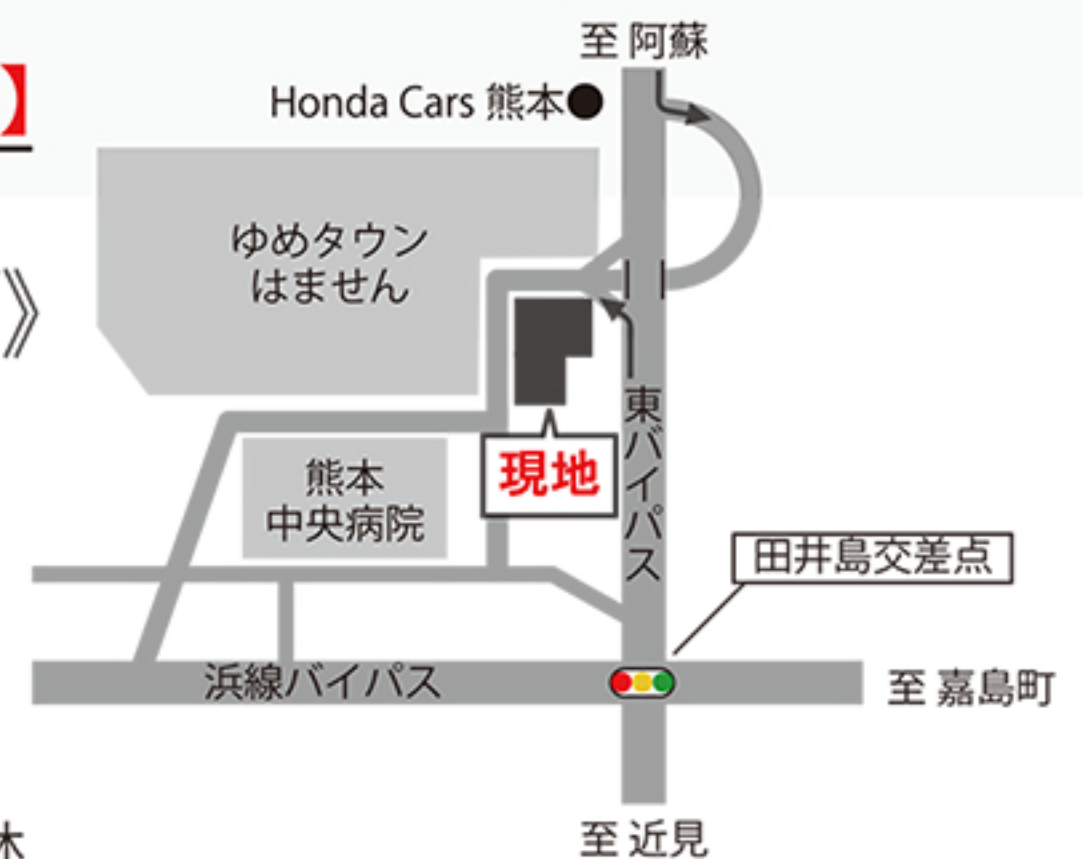 至 阿蘇
】
Honda Cars 熊本
ゆめタウン
はません
》
東バイパス
現地
熊本
中央病院
田井島交差点
浜線バイパス
至 嘉島町
至 近見
休